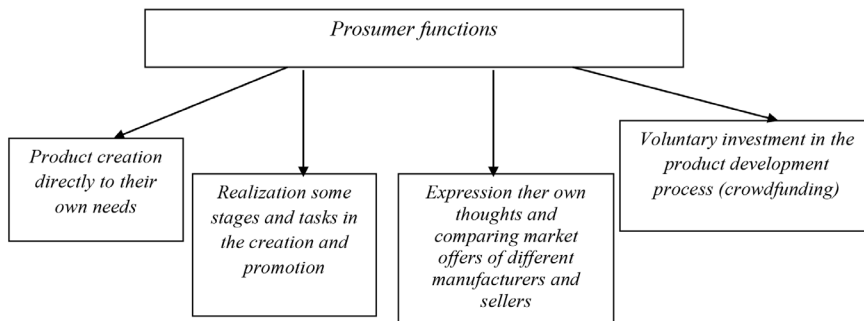 Prosumer functions
Product creation
directly to their
own needs
Realization some
stages and tasks in
the creation and
promotion
Expression ther own
thoughts and
comparing market
offers of different
manufacturers and
sellers
Voluntary investment in the
product development
process (crowdfunding)